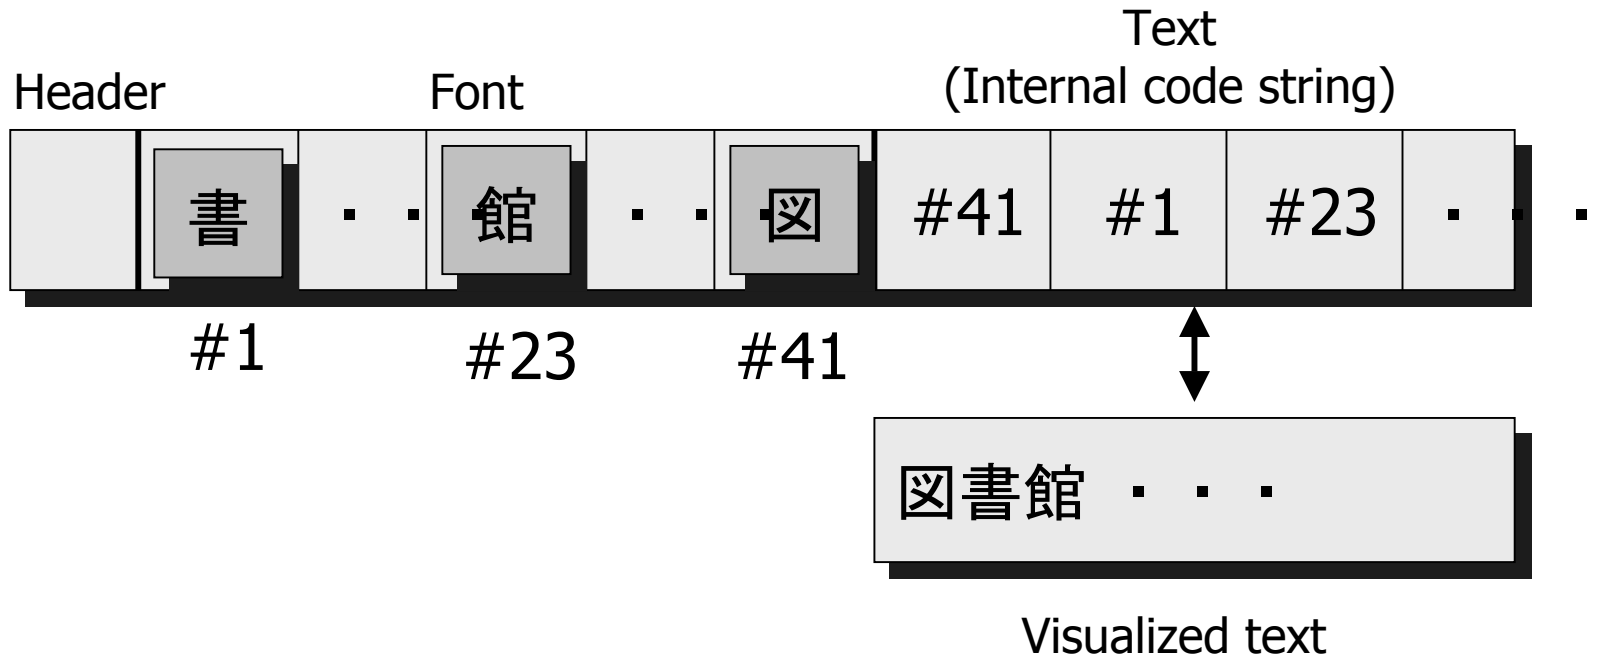 Text
(Internal code string)
Header
Font
書 ・・・ 館 ・・・ 図 #41 #1 #23 ・・・
#1 #23 #41
図書館 ・・・
Visualized text